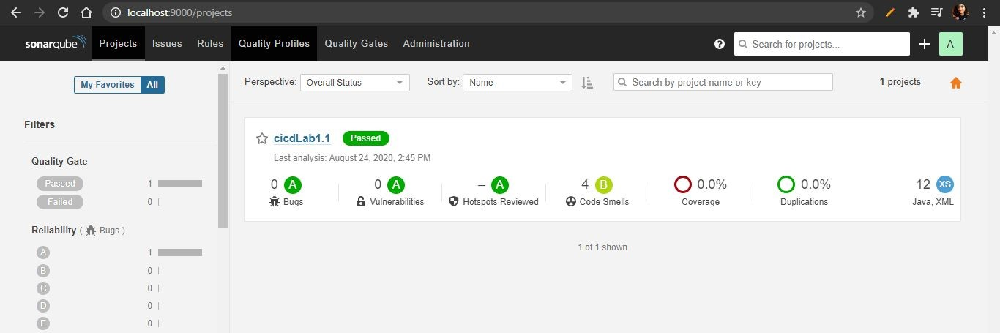 localhost:9000/projects
sonarqube Projects Issues Rules Quality Profiles Quality Gates Administration ? Search for projects... A
My Favorites All
Perspective: Overall Status Sort by: Name Search by project name or key 1 projects
Filters
cicdLab1.1 Passed
Last analysis: August 24, 2020, 2:45 PM
Quality Gate
Passed 1
Failed 0
0 A 0 A – A 4 B 0.0% 0.0% 12 XS
Bugs Vulnerabilities Hotspots Reviewed Code Smells Coverage Duplications Java, XML
Reliability ( Bugs )
1 of 1 shown
A 1
B 0
C 0
D 0
E 0